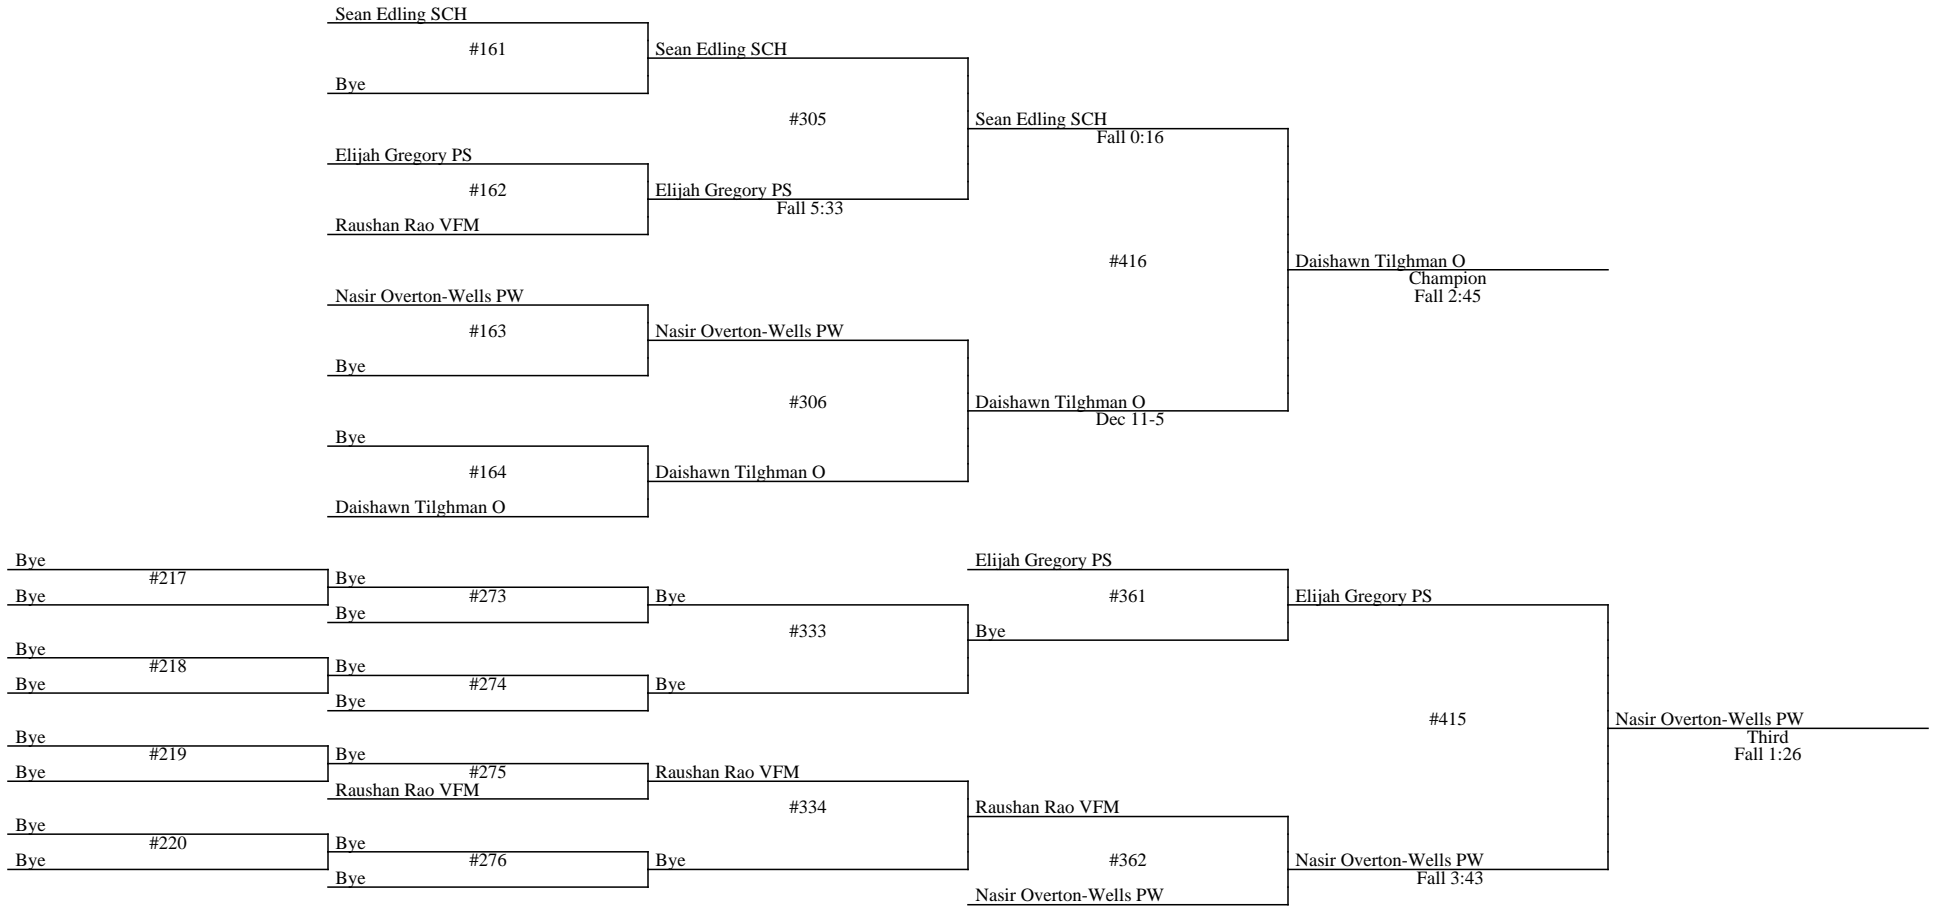 Sean Edling SCH
#161
Sean Edling SCH
Bye
#305
Sean Edling SCH
Fall 0:16
Elijah Gregory PS
#162
Elijah Gregory PS
Fall 5:33
Raushan Rao VFM
#416
Daishawn Tilghman O
Champion
Fall 2:45
Nasir Overton-Wells PW
#163
Nasir Overton-Wells PW
Bye
#306
Daishawn Tilghman O
Dec 11-5
Bye
#164
Daishawn Tilghman O
Daishawn Tilghman O
Bye
#217
Bye
Bye
#273
Bye
Bye
#333
Elijah Gregory PS
#361
Elijah Gregory PS
Bye
Bye
#218
Bye
Bye
#274
Bye
Bye
#415
Nasir Overton-Wells PW
Third
Fall 1:26
Bye
#219
Bye
Bye
#275
Raushan Rao VFM
Raushan Rao VFM
#334
Raushan Rao VFM
Bye
#220
Bye
Bye
#276
Bye
Bye
#362
Nasir Overton-Wells PW
Fall 3:43
Nasir Overton-Wells PW